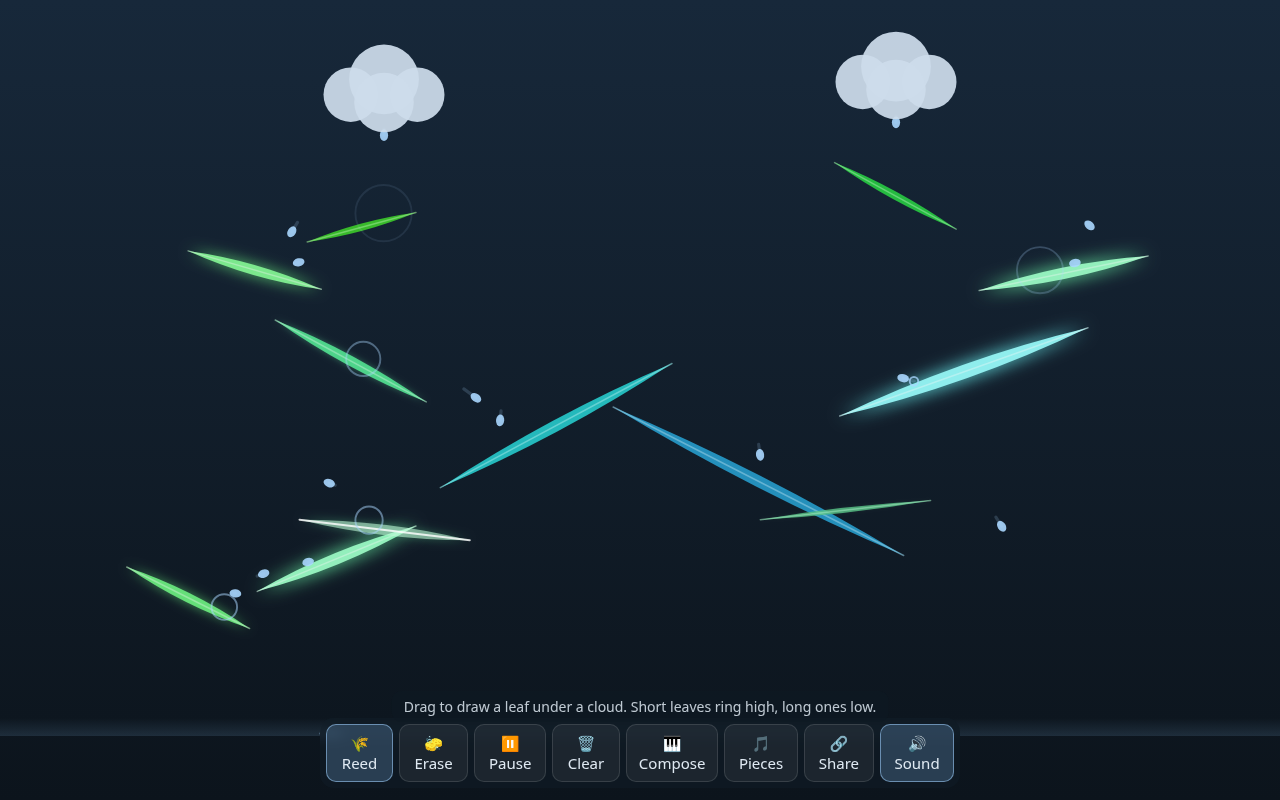 Drag to draw a leaf under a cloud. Short leaves ring high, long ones low.
Reed
Erase
Pause
Clear
Compose
Pieces
Share
Sound